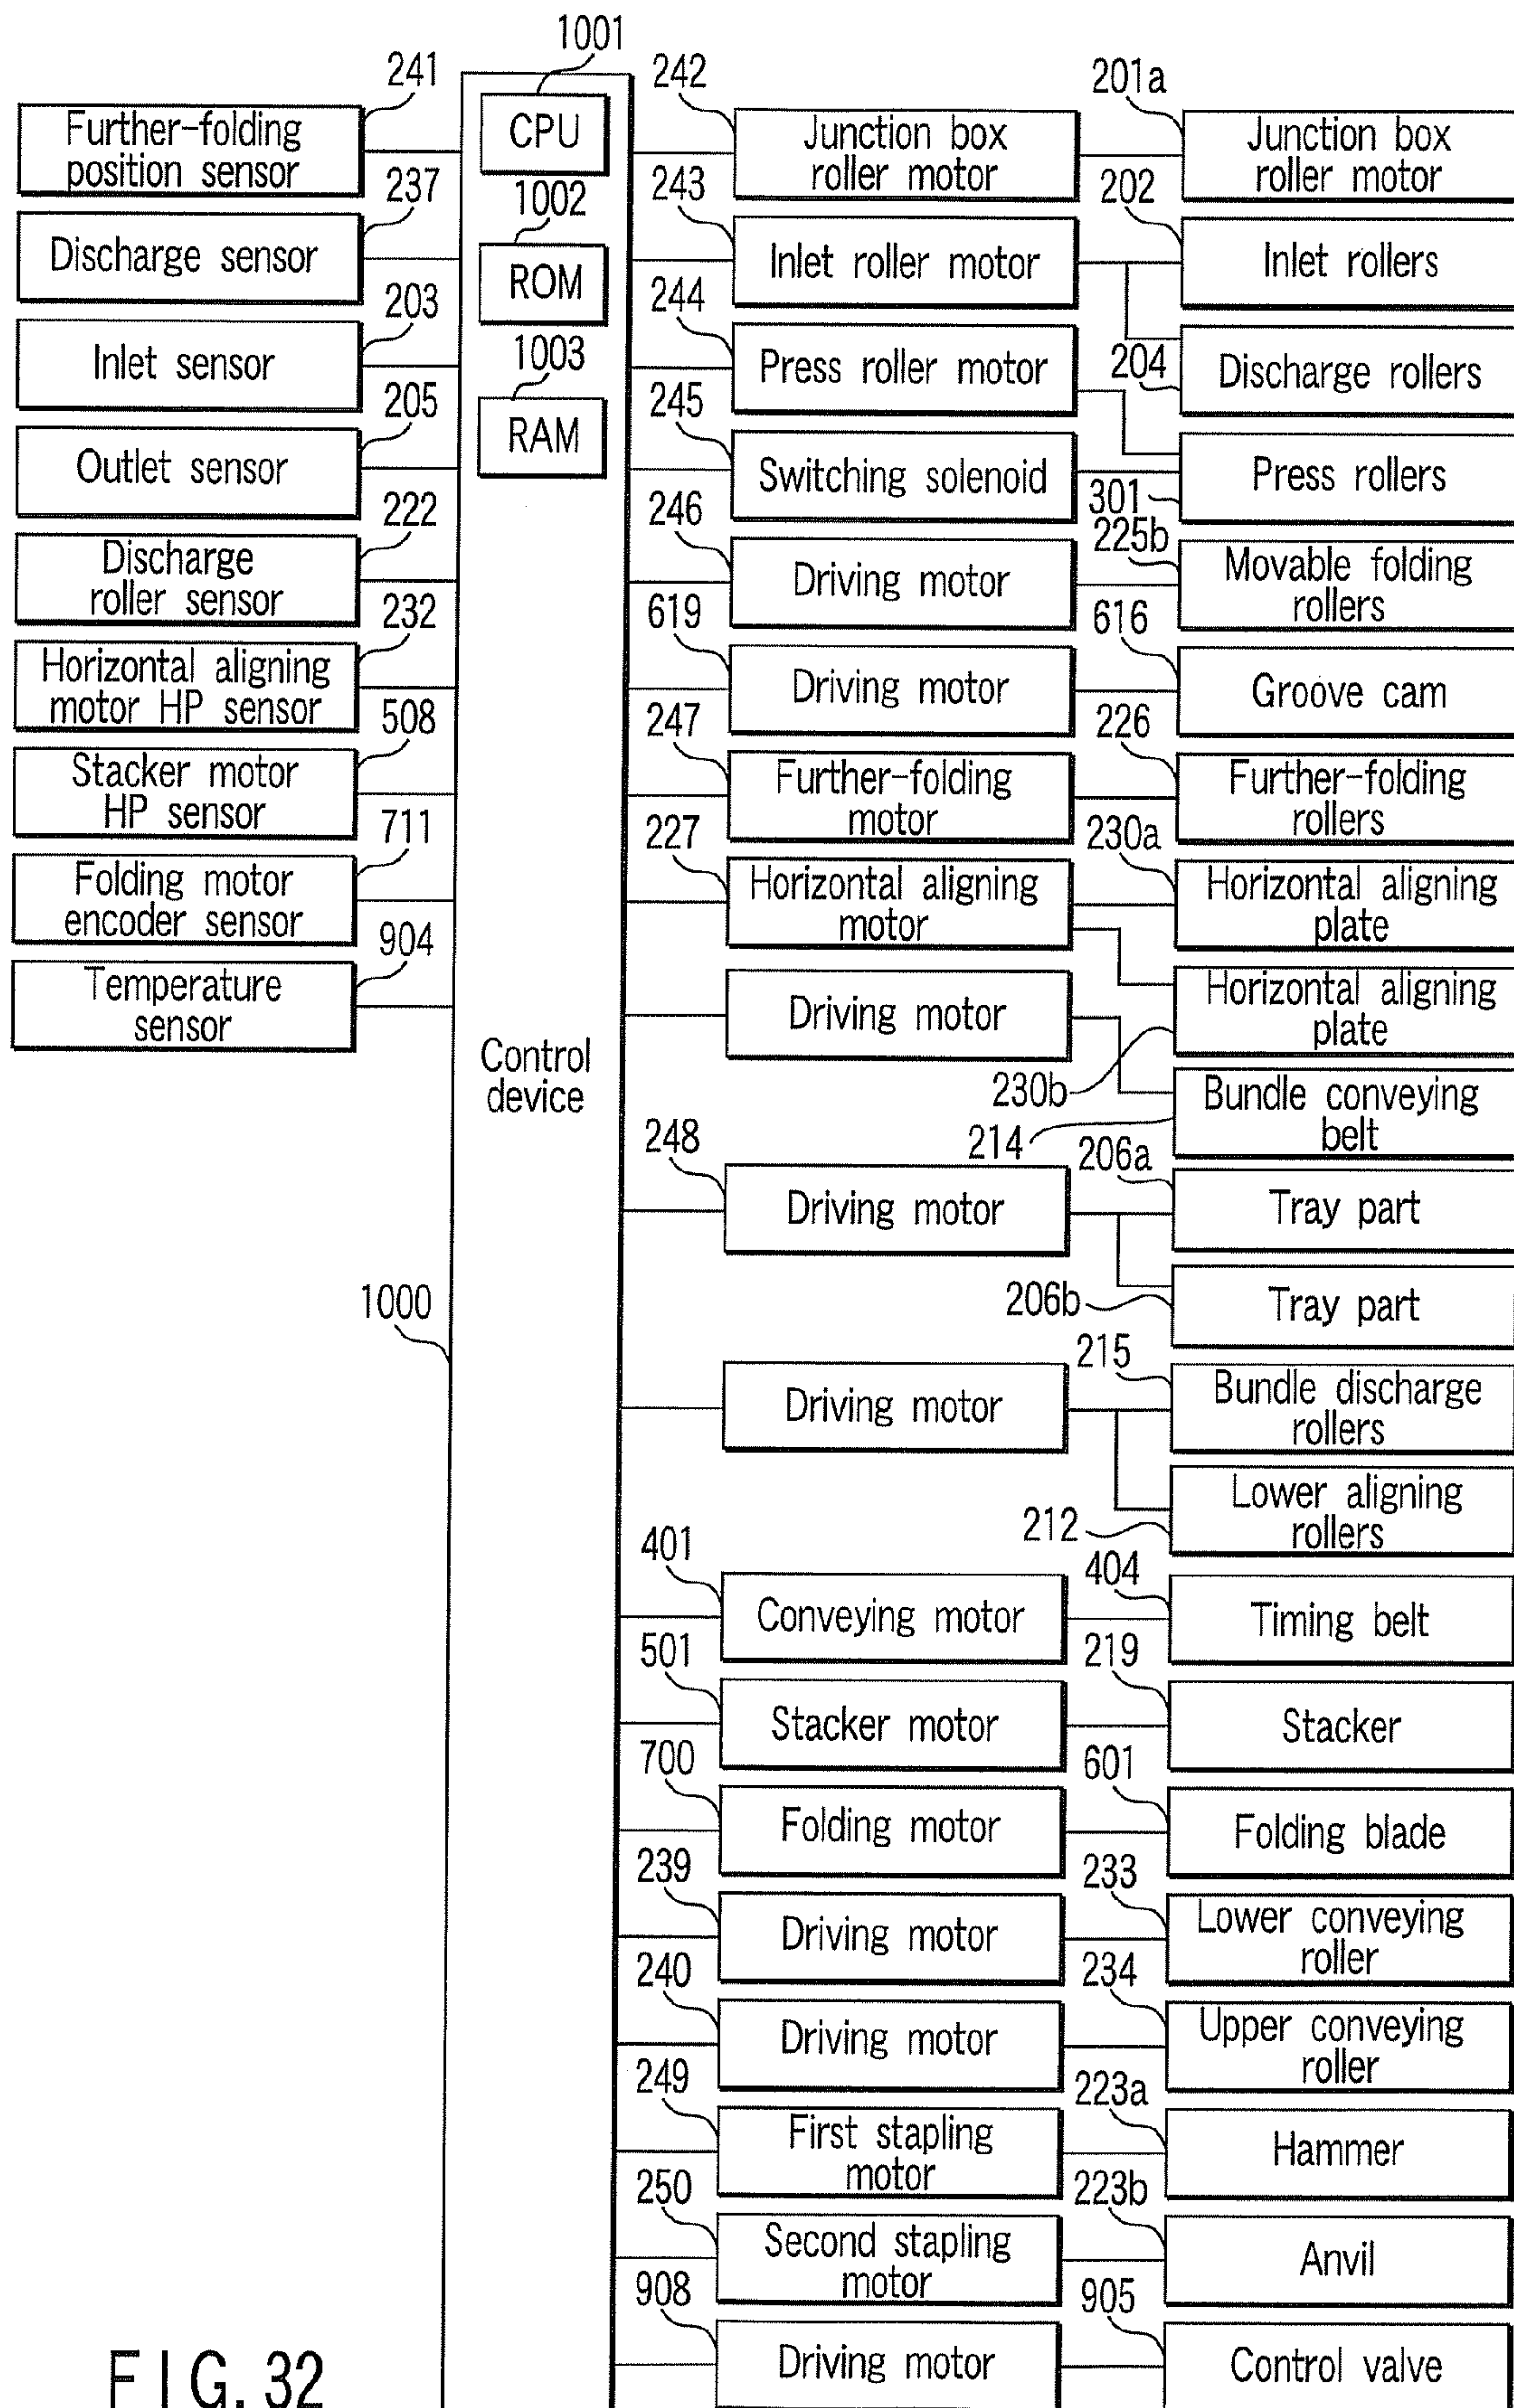 1001
241
242
201a
Further-folding
position sensor
CPU
Junction box
roller motor
Junction box
roller motor
237
1002
243
202
Discharge sensor
ROM
Inlet roller motor
Inlet rollers
203
1003
244
204
Inlet sensor
RAM
Press roller motor
Discharge rollers
205
245
Outlet sensor
Switching solenoid
301
Press rollers
222
246
225b
Discharge
roller sensor
Driving motor
Movable folding
rollers
232
619
616
Horizontal aligning
motor HP sensor
Driving motor
Groove cam
508
247
226
Stacker motor
HP sensor
Further-folding
motor
Further-folding
rollers
711
227
230a
Folding motor
encoder sensor
Horizontal aligning
motor
Horizontal aligning
plate
904
Temperature
sensor
Driving motor
Horizontal aligning
plate
Control
device
230b
Bundle conveying
belt
214
248
206a
Driving motor
Tray part
1000
206b
Tray part
215
Driving motor
Bundle discharge
rollers
212
Lower aligning
rollers
401
404
Conveying motor
Timing belt
501
219
Stacker motor
Stacker
700
601
Folding motor
Folding blade
239
233
Driving motor
Lower conveying
roller
240
234
Driving motor
Upper conveying
roller
249
223a
First stapling
motor
Hammer
250
223b
Second stapling
motor
Anvil
908
905
Driving motor
Control valve
FIG. 32